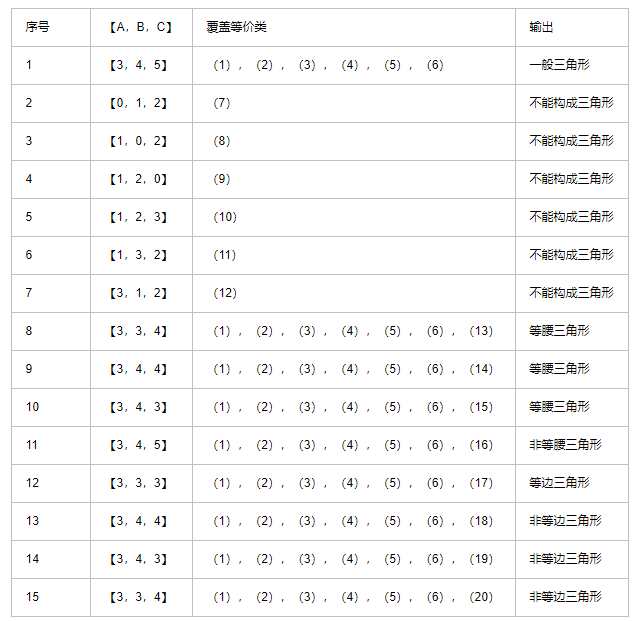 序号 【A，B，C】 覆盖等价类 输出
1 【3，4，5】 （1），（2），（3），（4），（5），（6） 一般三角形
2 【0，1，2】 （7） 不能构成三角形
3 【1，0，2】 （8） 不能构成三角形
4 【1，2，0】 （9） 不能构成三角形
5 【1，2，3】 （10） 不能构成三角形
6 【1，3，2】 （11） 不能构成三角形
7 【3，1，2】 （12） 不能构成三角形
8 【3，3，4】 （1），（2），（3），（4），（5），（6），（13） 等腰三角形
9 【3，4，4】 （1），（2），（3），（4），（5），（6），（14） 等腰三角形
10 【3，4，3】 （1），（2），（3），（4），（5），（6），（15） 等腰三角形
11 【3，4，5】 （1），（2），（3），（4），（5），（6），（16） 非等腰三角形
12 【3，3，3】 （1），（2），（3），（4），（5），（6），（17） 等边三角形
13 【3，4，4】 （1），（2），（3），（4），（5），（6），（18） 非等边三角形
14 【3，4，3】 （1），（2），（3），（4），（5），（6），（19） 非等边三角形
15 【3，3，4】 （1），（2），（3），（4），（5），（6），（20） 非等边三角形